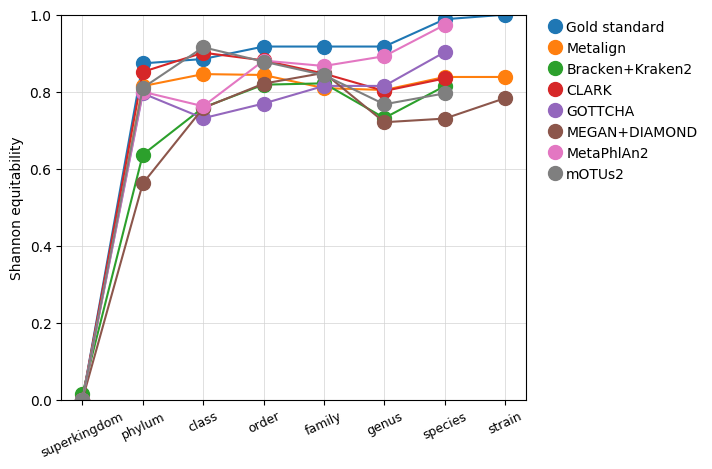 1.0
0.8
0.6
0.4
0.2
0.0
Shannon equitability
superkingdom
phylum
class
order
family
genus
species
strain
Gold standard
Metalign
Bracken+Kraken2
CLARK
GOTTCHA
MEGAN+DIAMOND
MetaPhlAn2
mOTUs2